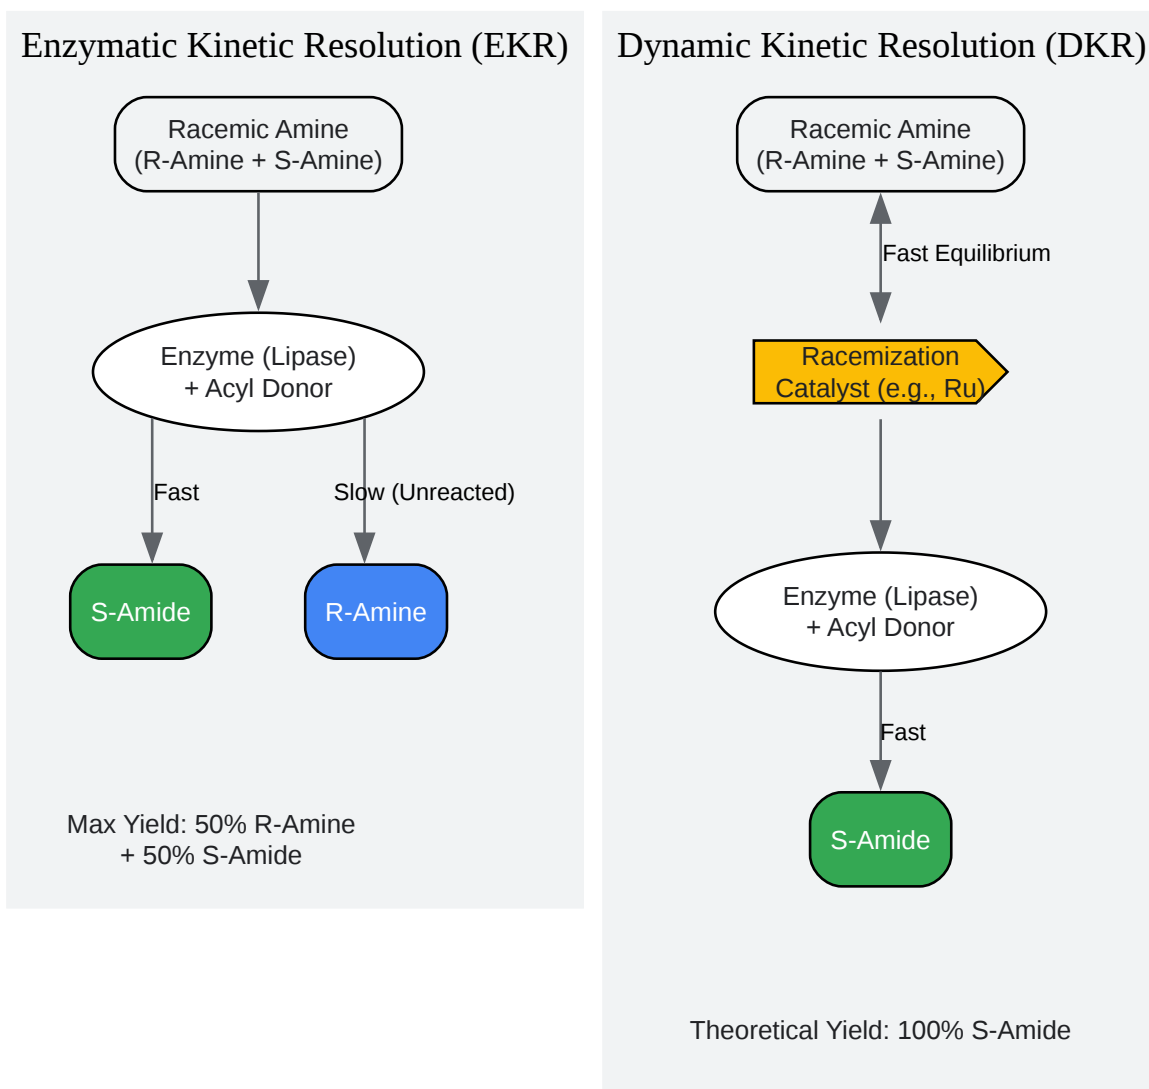 Enzymatic Kinetic Resolution (EKR)
Racemic Amine
(R-Amine + S-Amine)
Enzyme (Lipase)
+ Acyl Donor
Fast
Slow (Unreacted)
S-Amide
R-Amine
Max Yield: 50% R-Amine
+ 50% S-Amide
Dynamic Kinetic Resolution (DKR)
Racemic Amine
(R-Amine + S-Amine)
Fast Equilibrium
Racemization
Catalyst (e.g., Ru)
Enzyme (Lipase)
+ Acyl Donor
Fast
S-Amide
Theoretical Yield: 100% S-Amide